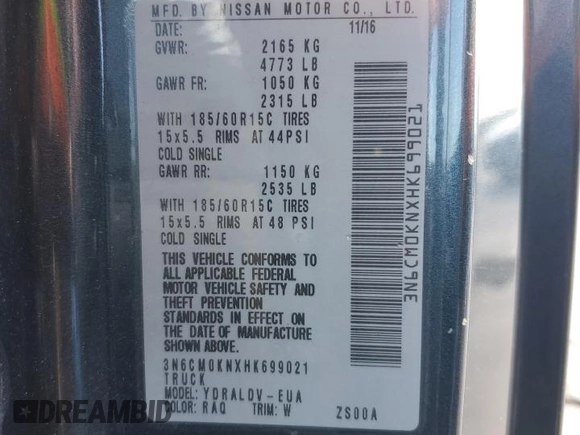 MFD. BY NISSAN MOTOR CO., LTD.
DATE: 11/16
GVWR: 2165 KG
4773 LB
GAWR FR: 1050 KG
2315 LB
WITH 185/60R15C TIRES
15x5.5 RIMS AT 44PSI
COLD SINGLE
GAWR RR: 1150 KG
2535 LB
WITH 185/60R15C TIRES
15x5.5 RIMS AT 48 PSI
COLD SINGLE
THIS VEHICLE CONFORMS TO
ALL APPLICABLE FEDERAL
MOTOR VEHICLE SAFETY AND
THEFT PREVENTION
STANDARDS IN EFFECT ON
THE DATE OF MANUFACTURE
SHOWN ABOVE.
3N6CM0KNXHK699021
TRUCK
MODEL: YDRALDV-EUA
COLOR: RAQ TRIM: W ZS00A
3N6CM0KNXHK699021
DREAMBID.COM